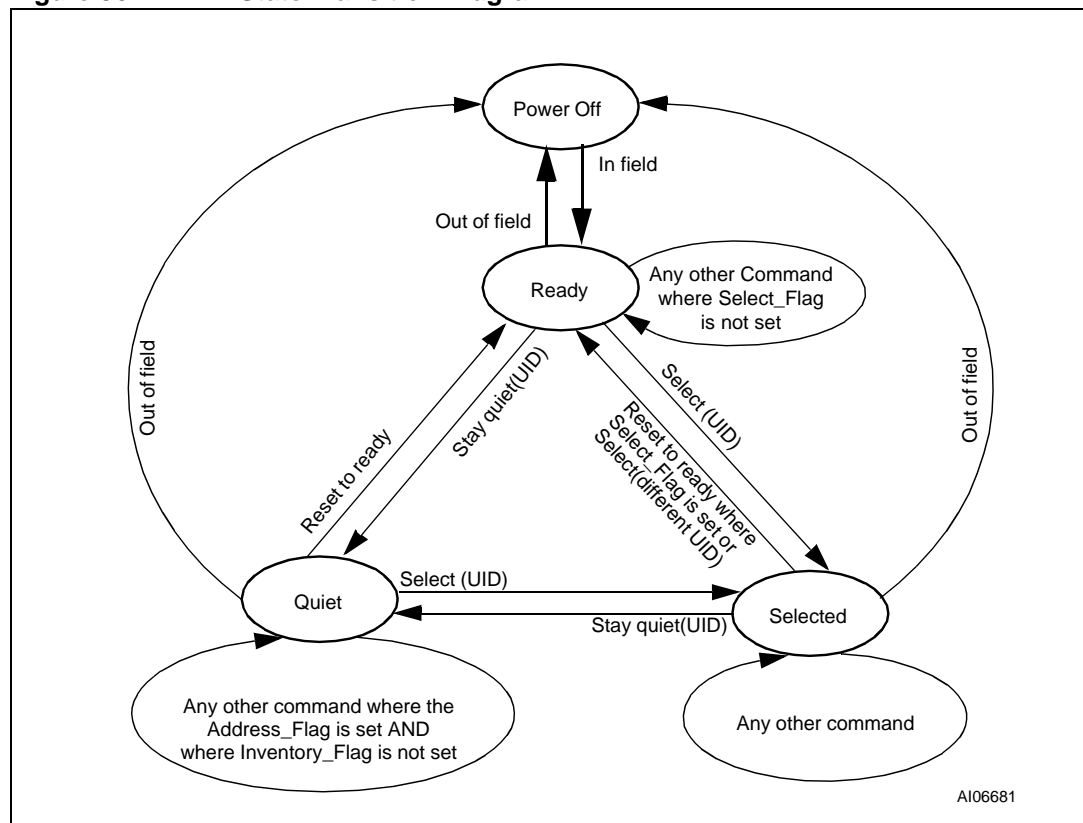 Power Off
In field
Out of field
Ready
Any other Command
where Select_Flag
is not set
Out of field
Out of field
Reset to ready
Stay quiet(UID)
Select (UID)
Reset to ready where
Select_Flag is set or
Select(different UID)
Quiet
Select (UID)
Stay quiet(UID)
Selected
Any other command where the
Address_Flag is set AND
where Inventory_Flag is not set
Any other command
AI06681